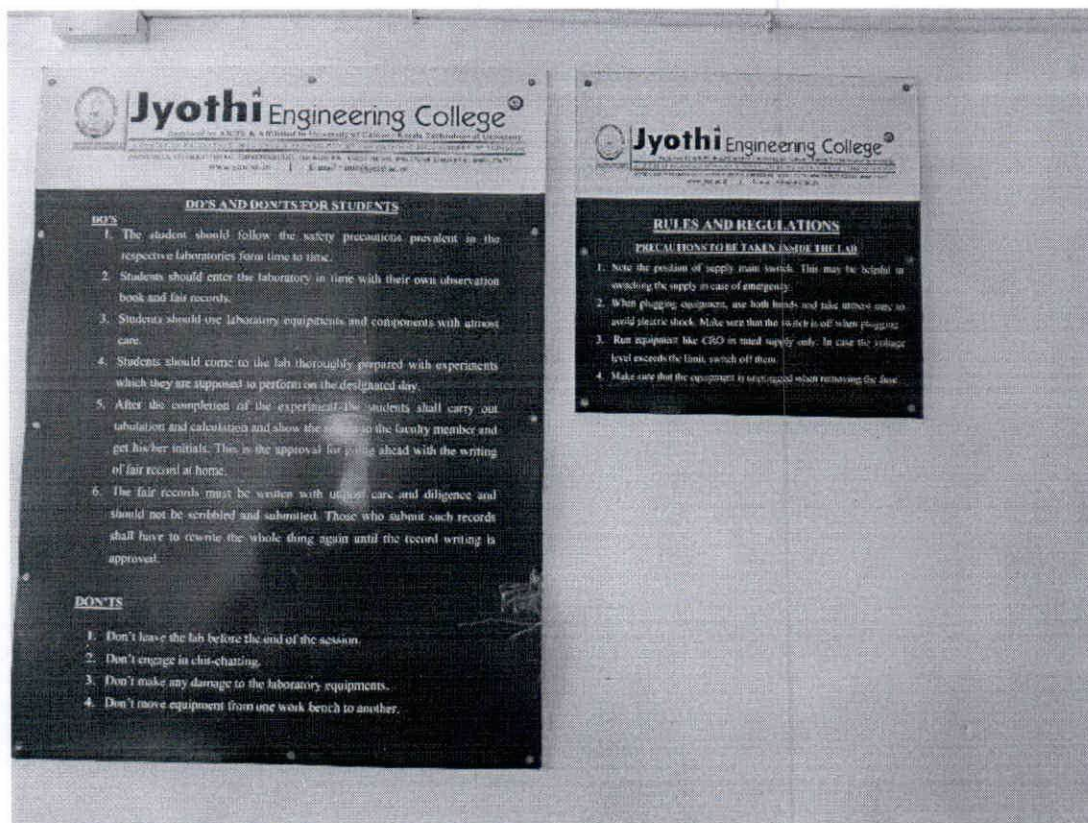 Jyothi Engineering College
DO'S AND DON'TS FOR STUDENTS
DO'S
1. The student should follow the safety precautions prevalent in the
respective laboratories form time to time.
2. Students should enter the laboratory in time with their own observation
book and fair records.
3. Students should use laboratory equipments and components with utmost
care.
4. Students should come to the lab thoroughly prepared with experiments
which they are supposed to perform on the designated day.
5. After the completion of the experiment the students shall carry out
tabulation and calculation and show the to the faculty member and
get his/her initials. This is the approval for going ahead with the writing
of fair record at home.
6. The fair records must be written with utmost care and diligence and
should not be scribbled and submitted. Those who submit such records
shall have to rewrite the whole thing again until the record writing is
approved.
DON'TS
1. Don't leave the lab before the end of the session.
2. Don't engage in chit-chatting.
3. Don't make any damage to the laboratory equipments.
4. Don't move equipment from one work bench to another.
Jyothi Engineering College
RULES AND REGULATIONS
PRECAUTIONS TO BE TAKEN INSIDE THE LAB
1. Note the position of supply main switch. This may be helpful in
switching the supply in case of emergency.
2. When plugging equipment, use both hands and take utmost care to
avoid electric shock. Make sure that the switch is off when plugging
3. Run equipment like CRO in rated supply only. In case the voltage
level exceeds the limit, switch off them.
4. Make sure that the equipment is unplugged when removing the fuse.